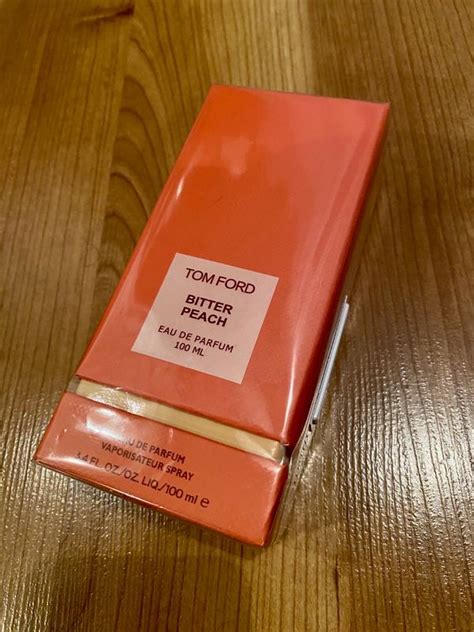 TOM FORD
BITTER
PEACH
EAU DE PARFUM
100 ML
EAU DE PARFUM
VAPORISATEUR SPRAY
3.4 FL. OZ/OZ. LIQ./100 ml e